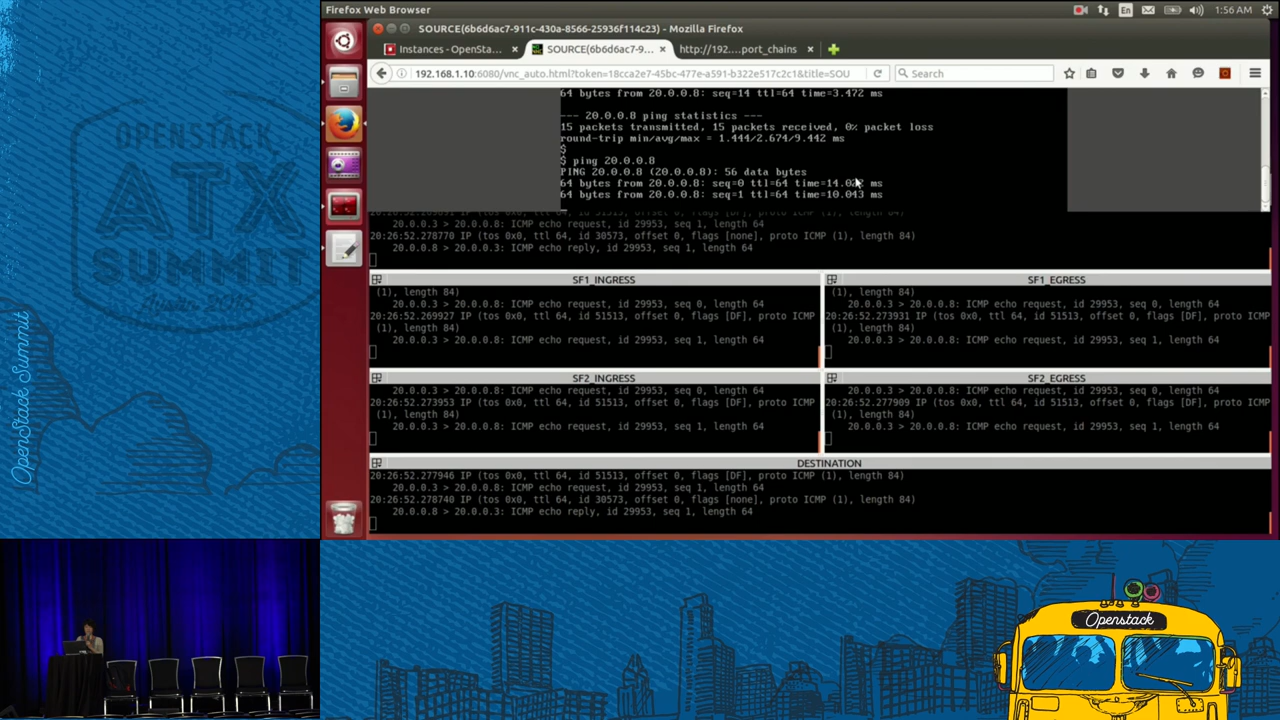 Firefox Web Browser
En
1:56 AM
SOURCE(6b6d6ac7-911c-430a-8566-25936f114c23) - Mozilla Firefox
Instances - OpenSta...
SOURCE(6b6d6ac7-9...
http://192....port_chains
192.168.1.10:6080/vnc_auto.html?token=18cca2e7-45bc-477e-a591-b322e517c2c1&title=SOU
Search
64 bytes from 20.0.0.8: seq=14 ttl=64 time=3.472 ms
--- 20.0.0.8 ping statistics ---
15 packets transmitted, 15 packets received, 0% packet loss
round-trip min/avg/max = 1.444/2.674/9.442 ms
$
$ ping 20.0.0.8
PING 20.0.0.8 (20.0.0.8): 56 data bytes
64 bytes from 20.0.0.8: seq=0 ttl=64 ms
64 bytes from 20.0.0.8: seq=1 ttl=64 time=10.043 ms
20.0.0.3 > 20.0.0.8: ICMP echo request, id 29953, seq 1, length 64
20:26:52.278770 IP (tos 0x0, ttl 64, id 30573, offset 0, flags [none], proto ICMP (1), length 84)
20.0.0.8 > 20.0.0.3: ICMP echo reply, id 29953, seq 1, length 64
SF1_INGRESS
(1), length 84)
20.0.0.3 > 20.0.0.8: ICMP echo request, id 29953, seq 0, length 64
20:26:52.269927 IP (tos 0x0, ttl 64, id 51513, offset 0, flags [DF], proto ICMP
(1), length 84)
20.0.0.3 > 20.0.0.8: ICMP echo request, id 29953, seq 1, length 64
SF1_EGRESS
(1), length 84)
20.0.0.3 > 20.0.0.8: ICMP echo request, id 29953, seq 0, length 64
20:26:52.273931 IP (tos 0x0, ttl 64, id 51513, offset 0, flags [DF], proto ICMP
(1), length 84)
20.0.0.3 > 20.0.0.8: ICMP echo request, id 29953, seq 1, length 64
SF2_INGRESS
20.0.0.3 > 20.0.0.8: ICMP echo request, id 29953, seq 0, length 64
20:26:52.273953 IP (tos 0x0, ttl 64, id 51513, offset 0, flags [DF], proto ICMP
(1), length 84)
20.0.0.3 > 20.0.0.8: ICMP echo request, id 29953, seq 1, length 64
SF2_EGRESS
20.0.0.3 > 20.0.0.8: ICMP echo request, id 29953, seq 0, length 64
20:26:52.277909 IP (tos 0x0, ttl 64, id 51513, offset 0, flags [DF], proto ICMP
(1), length 84)
20.0.0.3 > 20.0.0.8: ICMP echo request, id 29953, seq 1, length 64
DESTINATION
20:26:52.277946 IP (tos 0x0, ttl 64, id 51513, offset 0, flags [DF], proto ICMP (1), length 84)
20.0.0.3 > 20.0.0.8: ICMP echo request, id 29953, seq 1, length 64
20:26:52.278740 IP (tos 0x0, ttl 64, id 30573, offset 0, flags [none], proto ICMP (1), length 84)
20.0.0.8 > 20.0.0.3: ICMP echo reply, id 29953, seq 1, length 64
OPENSTACK
ATX
SUMMIT
OpenStack Summit
Openstack